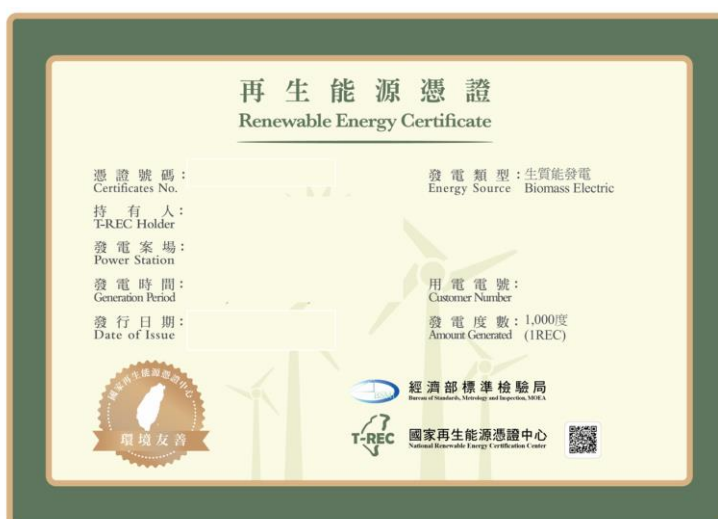 再生能源憑證
Renewable Energy Certificate
憑證號碼：
Certificates No.
發電類型：生質能發電
Energy Source Biomass Electric
持有人：
T-REC Holder
發電案場：
Power Station
發電時間：
Generation Period
用電電號：
Customer Number
發行日期：
Date of Issue
發電度數：1,000度
Amount Generated (1REC)
國家再生能源憑證中心
環境友善
經濟部標準檢驗局
Bureau of Standards, Metrology and Inspection, MOEA
T-REC
國家再生能源憑證中心
National Renewable Energy Certification Center